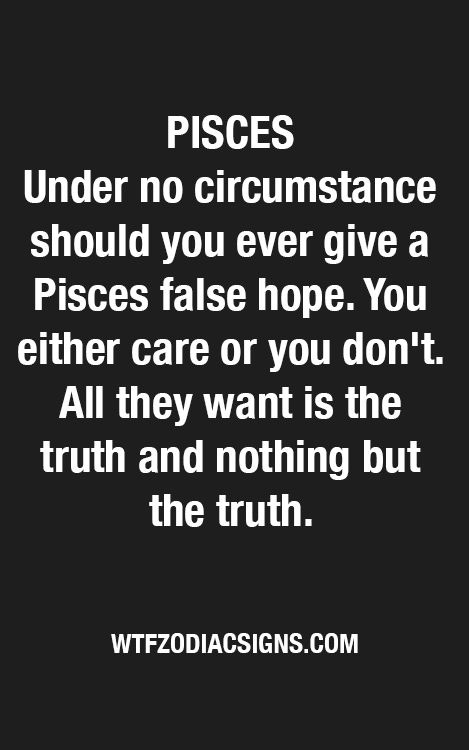 PISCES
Under no circumstance
should you ever give a
Pisces false hope. You
either care or you don't.
All they want is the
truth and nothing but
the truth.
WTFZODIACSIGNS.COM